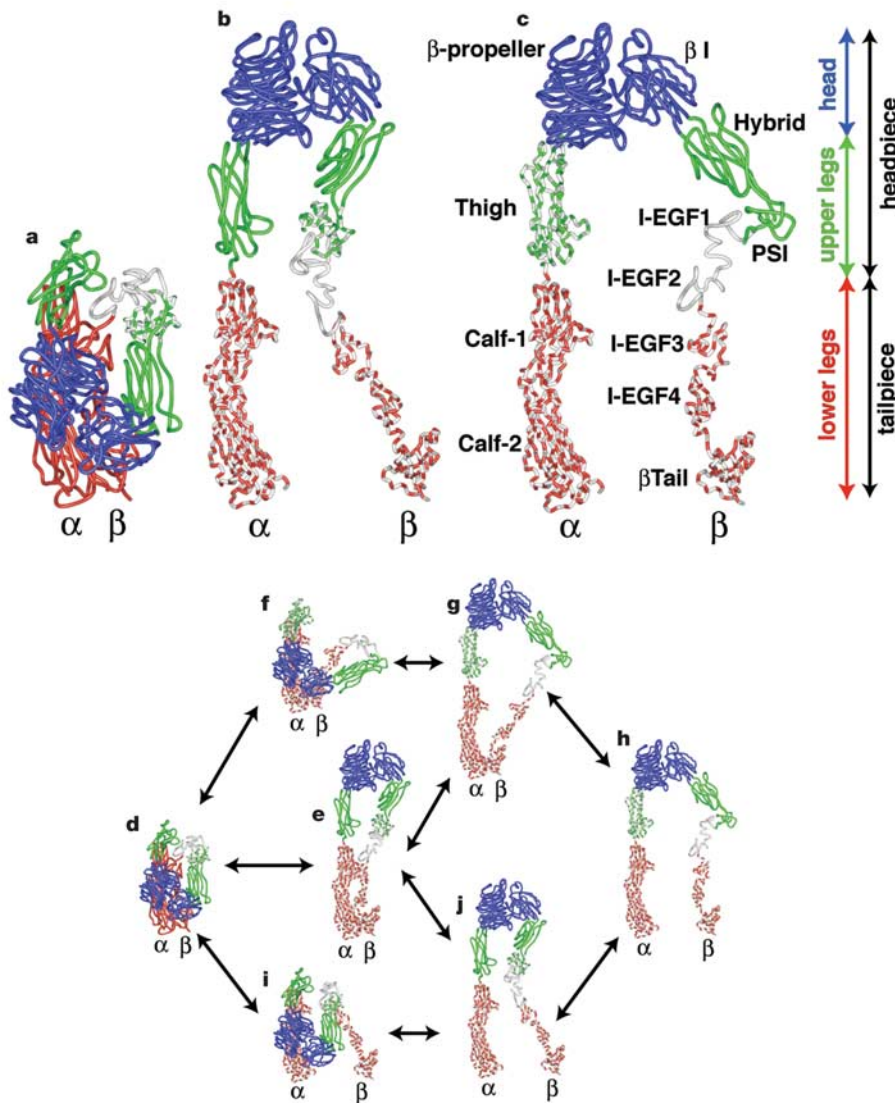 b
c
β-propeller
β I
Hybrid
Thigh
I-EGF1
PSI
I-EGF2
Calf-1
I-EGF3
I-EGF4
Calf-2
βTail
α
β
α
β
head
upper legs
lower legs
headpiece
tailpiece
a
α β
f
α β
g
α β
h
α
β
d
α β
e
α β
j
α
β
i
α
β